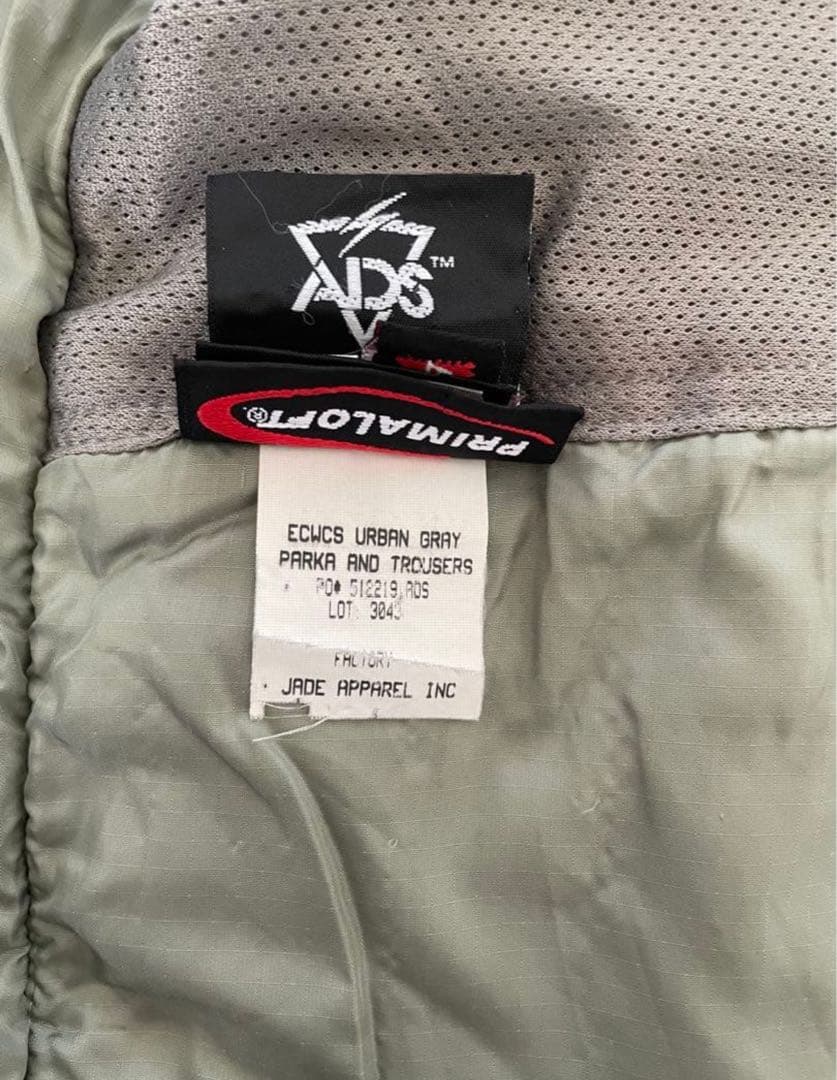 ADS™
PRIMALOFT®
ECWCS URBAN GRAY
PARKA AND TROUSERS
PO# 512219 ADS
LOT: 3043
FACTORY
JADE APPAREL INC